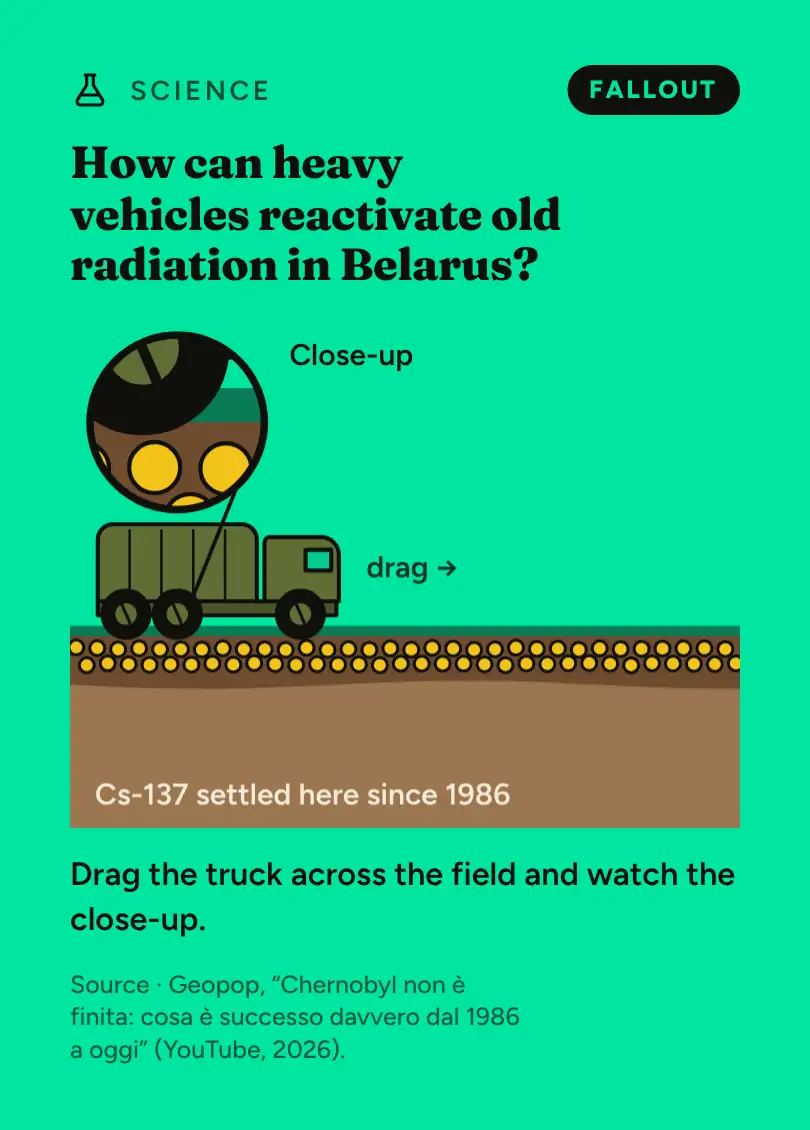 SCIENCE
FALLOUT
How can heavy
vehicles reactivate old
radiation in Belarus?
Close-up
drag →
Cs-137 settled here since 1986
Drag the truck across the field and watch the
close-up.
Source · Geopop, “Chernobyl non è
finita: cosa è successo davvero dal 1986
a oggi” (YouTube, 2026).